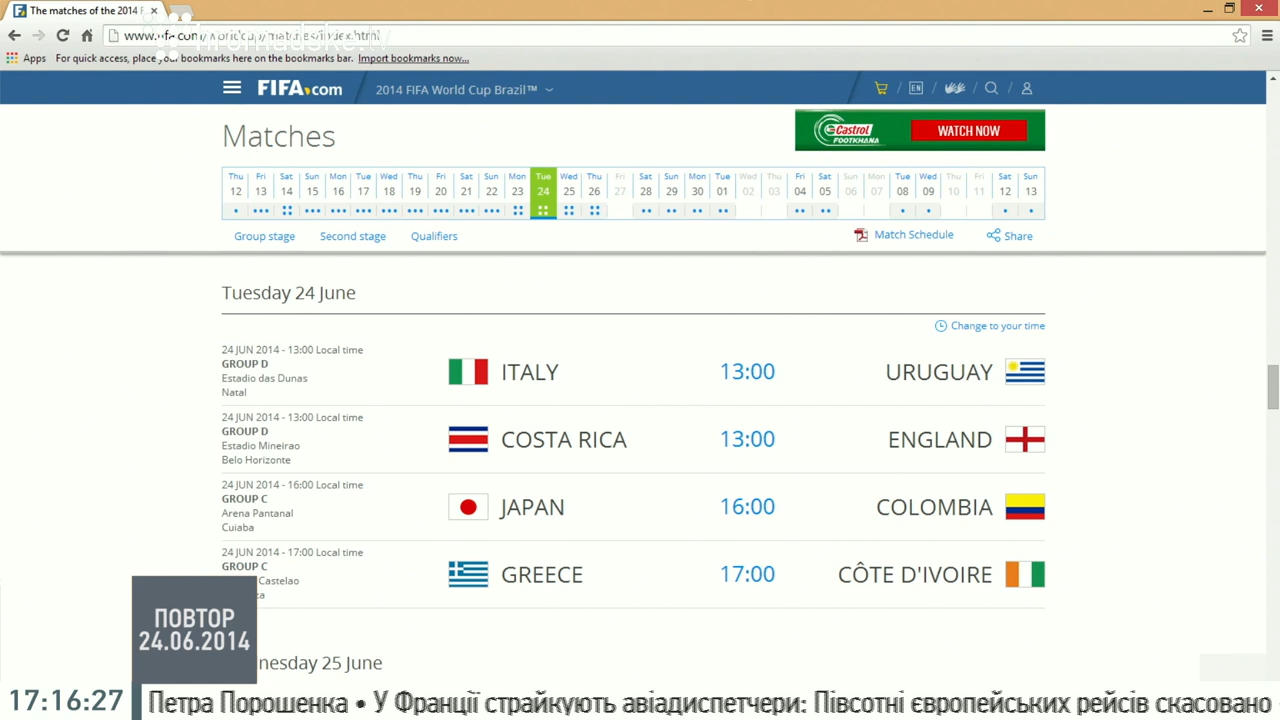 The matches of the 2014 F
hromadske.tv
Apps For quick access, place your bookmarks here on the bookmarks bar. Import bookmarks now...
FIFA.com 2014 FIFA World Cup Brazil™ EN
Matches
Castrol FOOTKHANA WATCH NOW
Thu Fri Sat Sun Mon Tue Wed Thu Fri Sat Sun Mon Tue Wed Thu Fri Sat Sun Mon Tue Wed Thu Fri Sat Sun Mon Tue Wed Thu Fri Sat Sun
12 13 14 15 16 17 18 19 20 21 22 23 24 25 26 27 28 29 30 01 02 03 04 05 06 07 08 09 10 11 12 13
Group stage Second stage Qualifiers Match Schedule Share
Tuesday 24 June
Change to your time
24 JUN 2014 - 13:00 Local time
GROUP D
Estadio das Dunas
Natal
ITALY 13:00 URUGUAY
24 JUN 2014 - 13:00 Local time
GROUP D
Estadio Mineirao
Belo Horizonte
COSTA RICA 13:00 ENGLAND
24 JUN 2014 - 16:00 Local time
GROUP C
Arena Pantanal
Cuiaba
JAPAN 16:00 COLOMBIA
24 JUN 2014 - 17:00 Local time
GROUP C
Castelao
GREECE 17:00 CÔTE D'IVOIRE
ПОВТОР
24.06.2014
nesday 25 June
17:16:27 Петра Порошенка • У Франції страйкують авіадиспетчери: Півсотні європейських рейсів скасовано